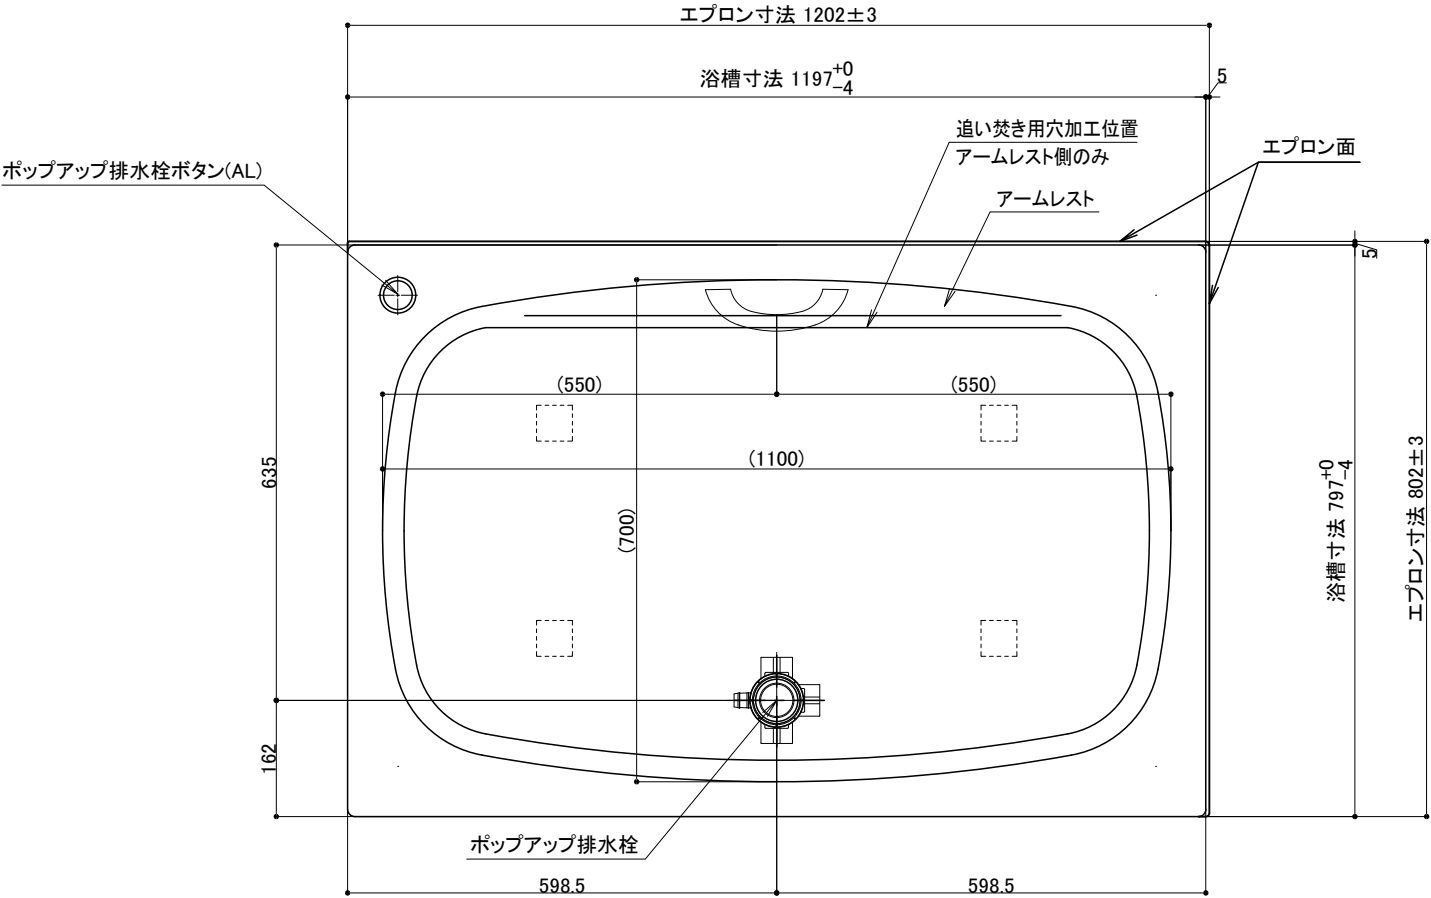 エプロン寸法 1202±3
浴槽寸法 1197+0-4
5
追い焚き用穴加工位置
アームレスト側のみ
エプロン面
ポップアップ排水栓ボタン(AL)
アームレスト
5
(550)
(550)
(1100)
635
(700)
浴槽寸法 797+0-4
エプロン寸法 802±3
162
ポップアップ排水栓
598.5
598.5